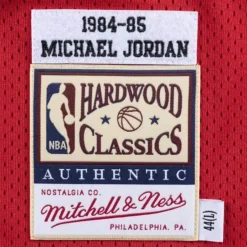 1984-85
MICHAEL JORDAN
HARDWOOD
NBA
CLASSICS
AUTHENTIC
NOSTALGIA CO.
Mitchell & Ness
PHILADELPHIA, PA.
44(L)